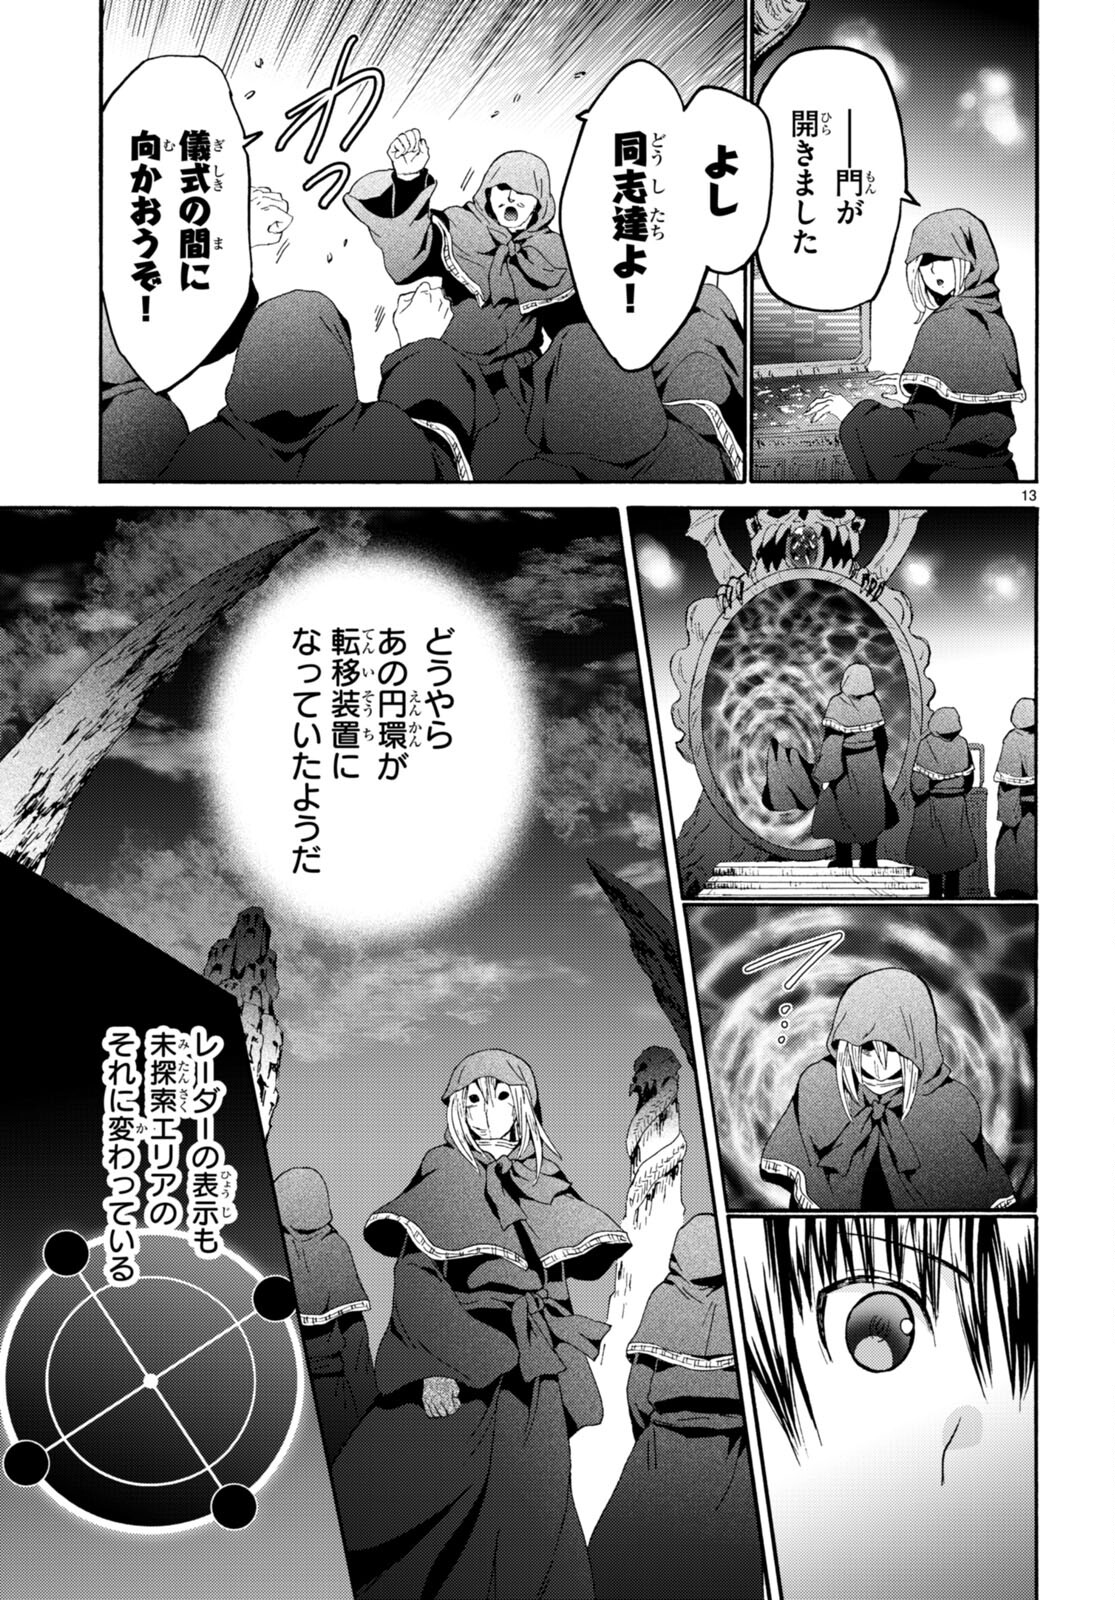 ――門が
開きました
よし
同志達よ！
わっ
儀式の間に
向かおうぞ！
13
どうやら
あの円環が
転移装置に
なっていたようだ
レーダーの表示も
未探索エリアの
それに変わっている